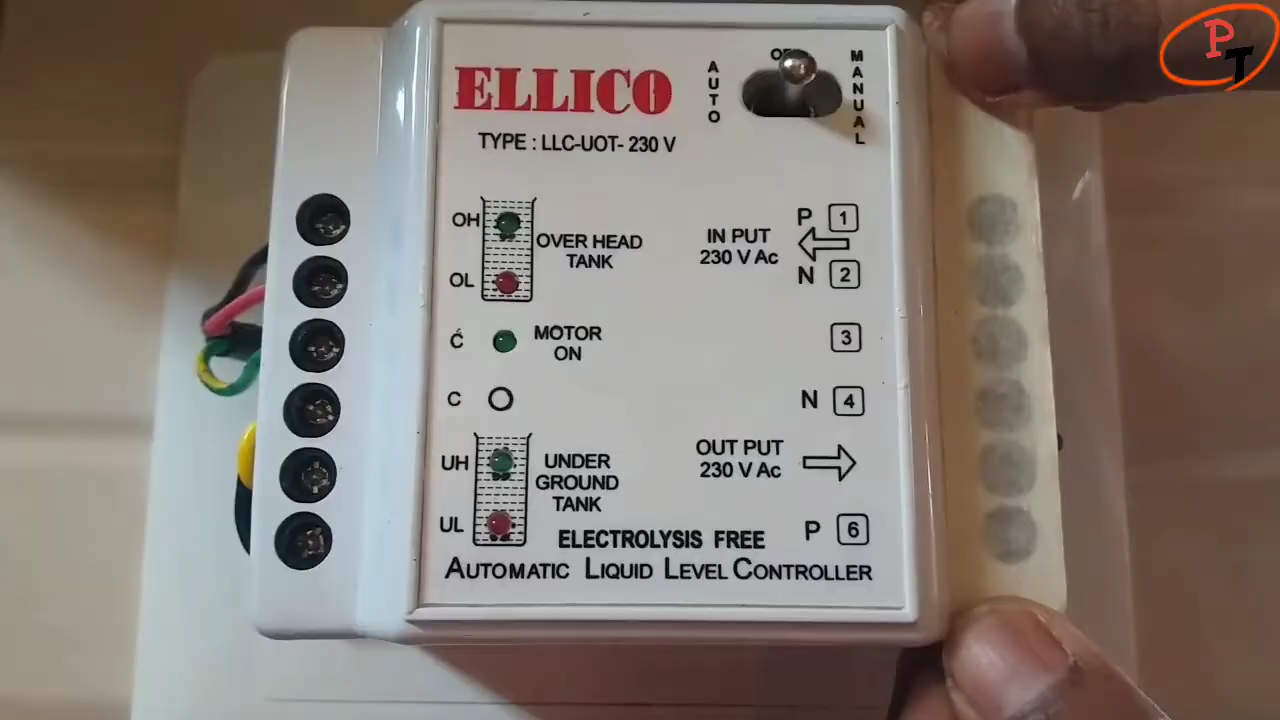 PT
ELLICO
AUTO
MANUAL
TYPE : LLC-UOT- 230 V
OH
OVER HEAD
TANK
OL
IN PUT
230 V Ac
P 1
N 2
Ć
MOTOR
ON
3
C
N 4
UH
UNDER
GROUND
TANK
UL
OUT PUT
230 V Ac
P 6
ELECTROLYSIS FREE
AUTOMATIC LIQUID LEVEL CONTROLLER